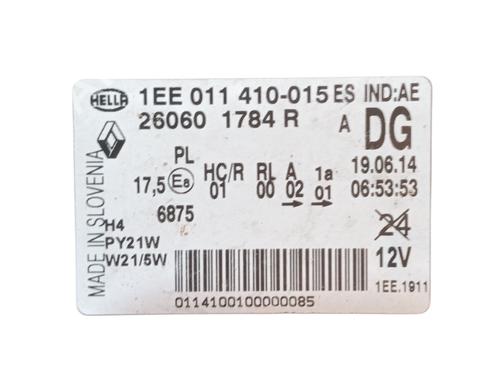 HELLA 1EE 011 410-015 ES IND:AE
26060 1784 R A DG
MADE IN SLOVENIA
PL HC/R RL A 1a 19.06.14
17,5 E8 01 00 02 01 06:53:53
6875
H4
PY21W
W21/5W
24
12V
0114100100000085
1EE.1911